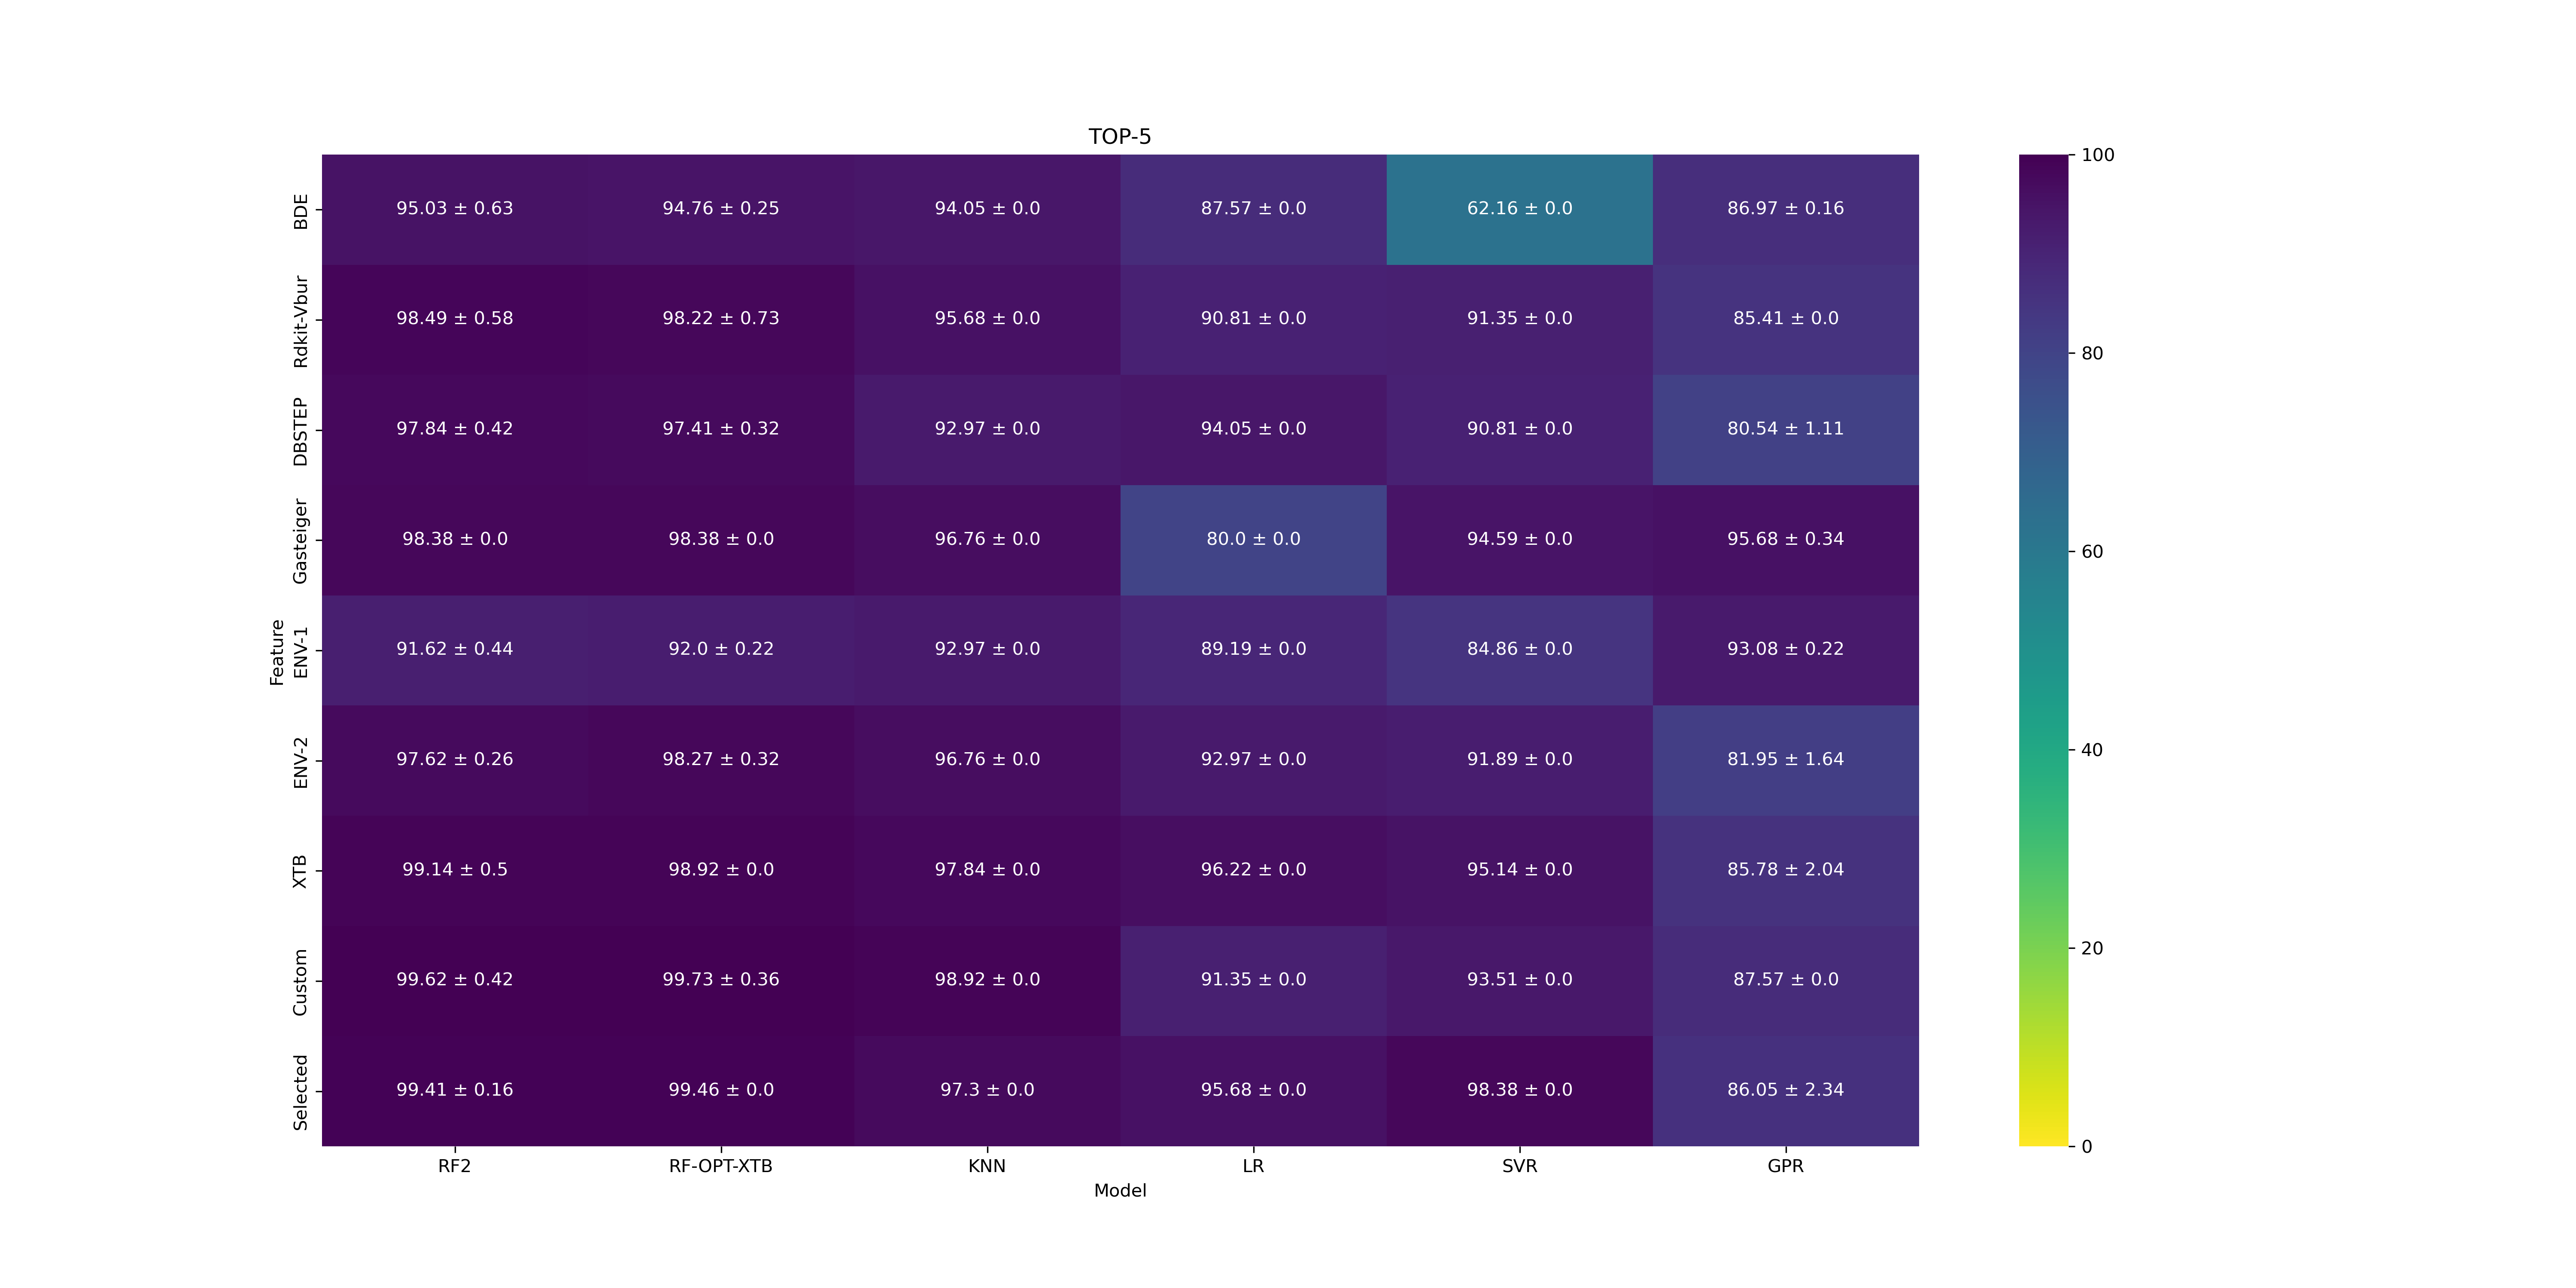 TOP-5
Feature
BDE 95.03 ± 0.63 94.76 ± 0.25 94.05 ± 0.0 87.57 ± 0.0 62.16 ± 0.0 86.97 ± 0.16
Rdkit-Vbur 98.49 ± 0.58 98.22 ± 0.73 95.68 ± 0.0 90.81 ± 0.0 91.35 ± 0.0 85.41 ± 0.0
DBSTEP 97.84 ± 0.42 97.41 ± 0.32 92.97 ± 0.0 94.05 ± 0.0 90.81 ± 0.0 80.54 ± 1.11
Gasteiger 98.38 ± 0.0 98.38 ± 0.0 96.76 ± 0.0 80.0 ± 0.0 94.59 ± 0.0 95.68 ± 0.34
ENV-1 91.62 ± 0.44 92.0 ± 0.22 92.97 ± 0.0 89.19 ± 0.0 84.86 ± 0.0 93.08 ± 0.22
ENV-2 97.62 ± 0.26 98.27 ± 0.32 96.76 ± 0.0 92.97 ± 0.0 91.89 ± 0.0 81.95 ± 1.64
XTB 99.14 ± 0.5 98.92 ± 0.0 97.84 ± 0.0 96.22 ± 0.0 95.14 ± 0.0 85.78 ± 2.04
Custom 99.62 ± 0.42 99.73 ± 0.36 98.92 ± 0.0 91.35 ± 0.0 93.51 ± 0.0 87.57 ± 0.0
Selected 99.41 ± 0.16 99.46 ± 0.0 97.3 ± 0.0 95.68 ± 0.0 98.38 ± 0.0 86.05 ± 2.34
RF2 RF-OPT-XTB KNN LR SVR GPR
Model
100
80
60
40
20
0